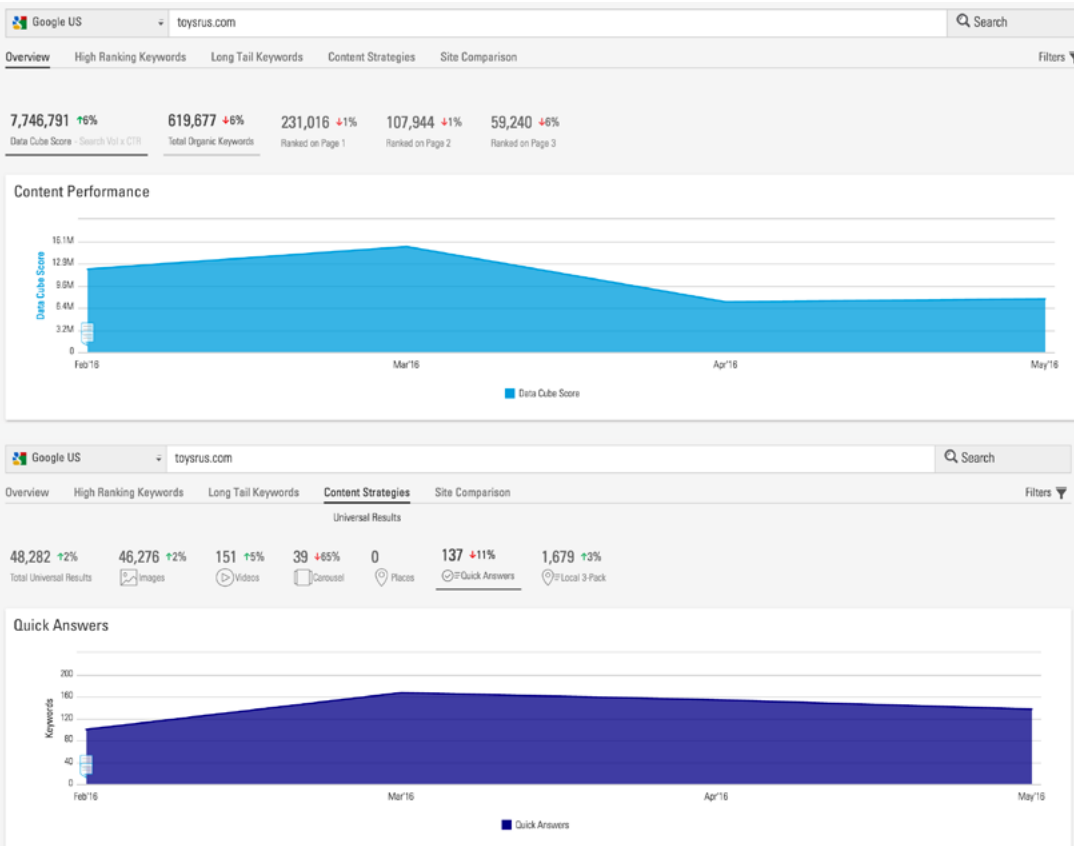 Google US toysrus.com Search
Overview High Ranking Keywords Long Tail Keywords Content Strategies Site Comparison Filters
7,746,791 ↑6% 619,677 ↓6% 231,016 ↓1% 107,944 ↓1% 59,240 ↓6%
Data Cube Score - Search Vol x CTR Total Organic Keywords Ranked on Page 1 Ranked on Page 2 Ranked on Page 3
Content Performance
Data Cube Score
16.1M
12.9M
9.6M
6.4M
3.2M
0
Feb'16 Mar'16 Apr'16 May'16
Data Cube Score
Google US toysrus.com Search
Overview High Ranking Keywords Long Tail Keywords Content Strategies Site Comparison Filters
Universal Results
48,282 ↑2% 46,276 ↑2% 151 ↑5% 39 ↓65% 0 137 ↓11% 1,679 ↑3%
Total Universal Results Images Videos Carousel Places Quick Answers Local 3-Pack
Quick Answers
Keywords
200
160
120
80
40
0
Feb'16 Mar'16 Apr'16 May'16
Quick Answers